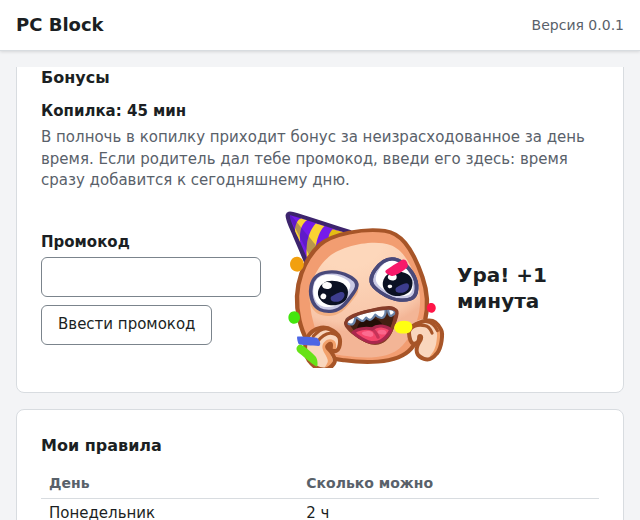 PC Block
Версия 0.0.1
Бонусы
Копилка: 45 мин
В полночь в копилку приходит бонус за неизрасходованное за день
время. Если родитель дал тебе промокод, введи его здесь: время
сразу добавится к сегодняшнему дню.
Промокод
Ввести промокод
Ура! +1
минута
Мои правила
День
Сколько можно
Понедельник
2 ч